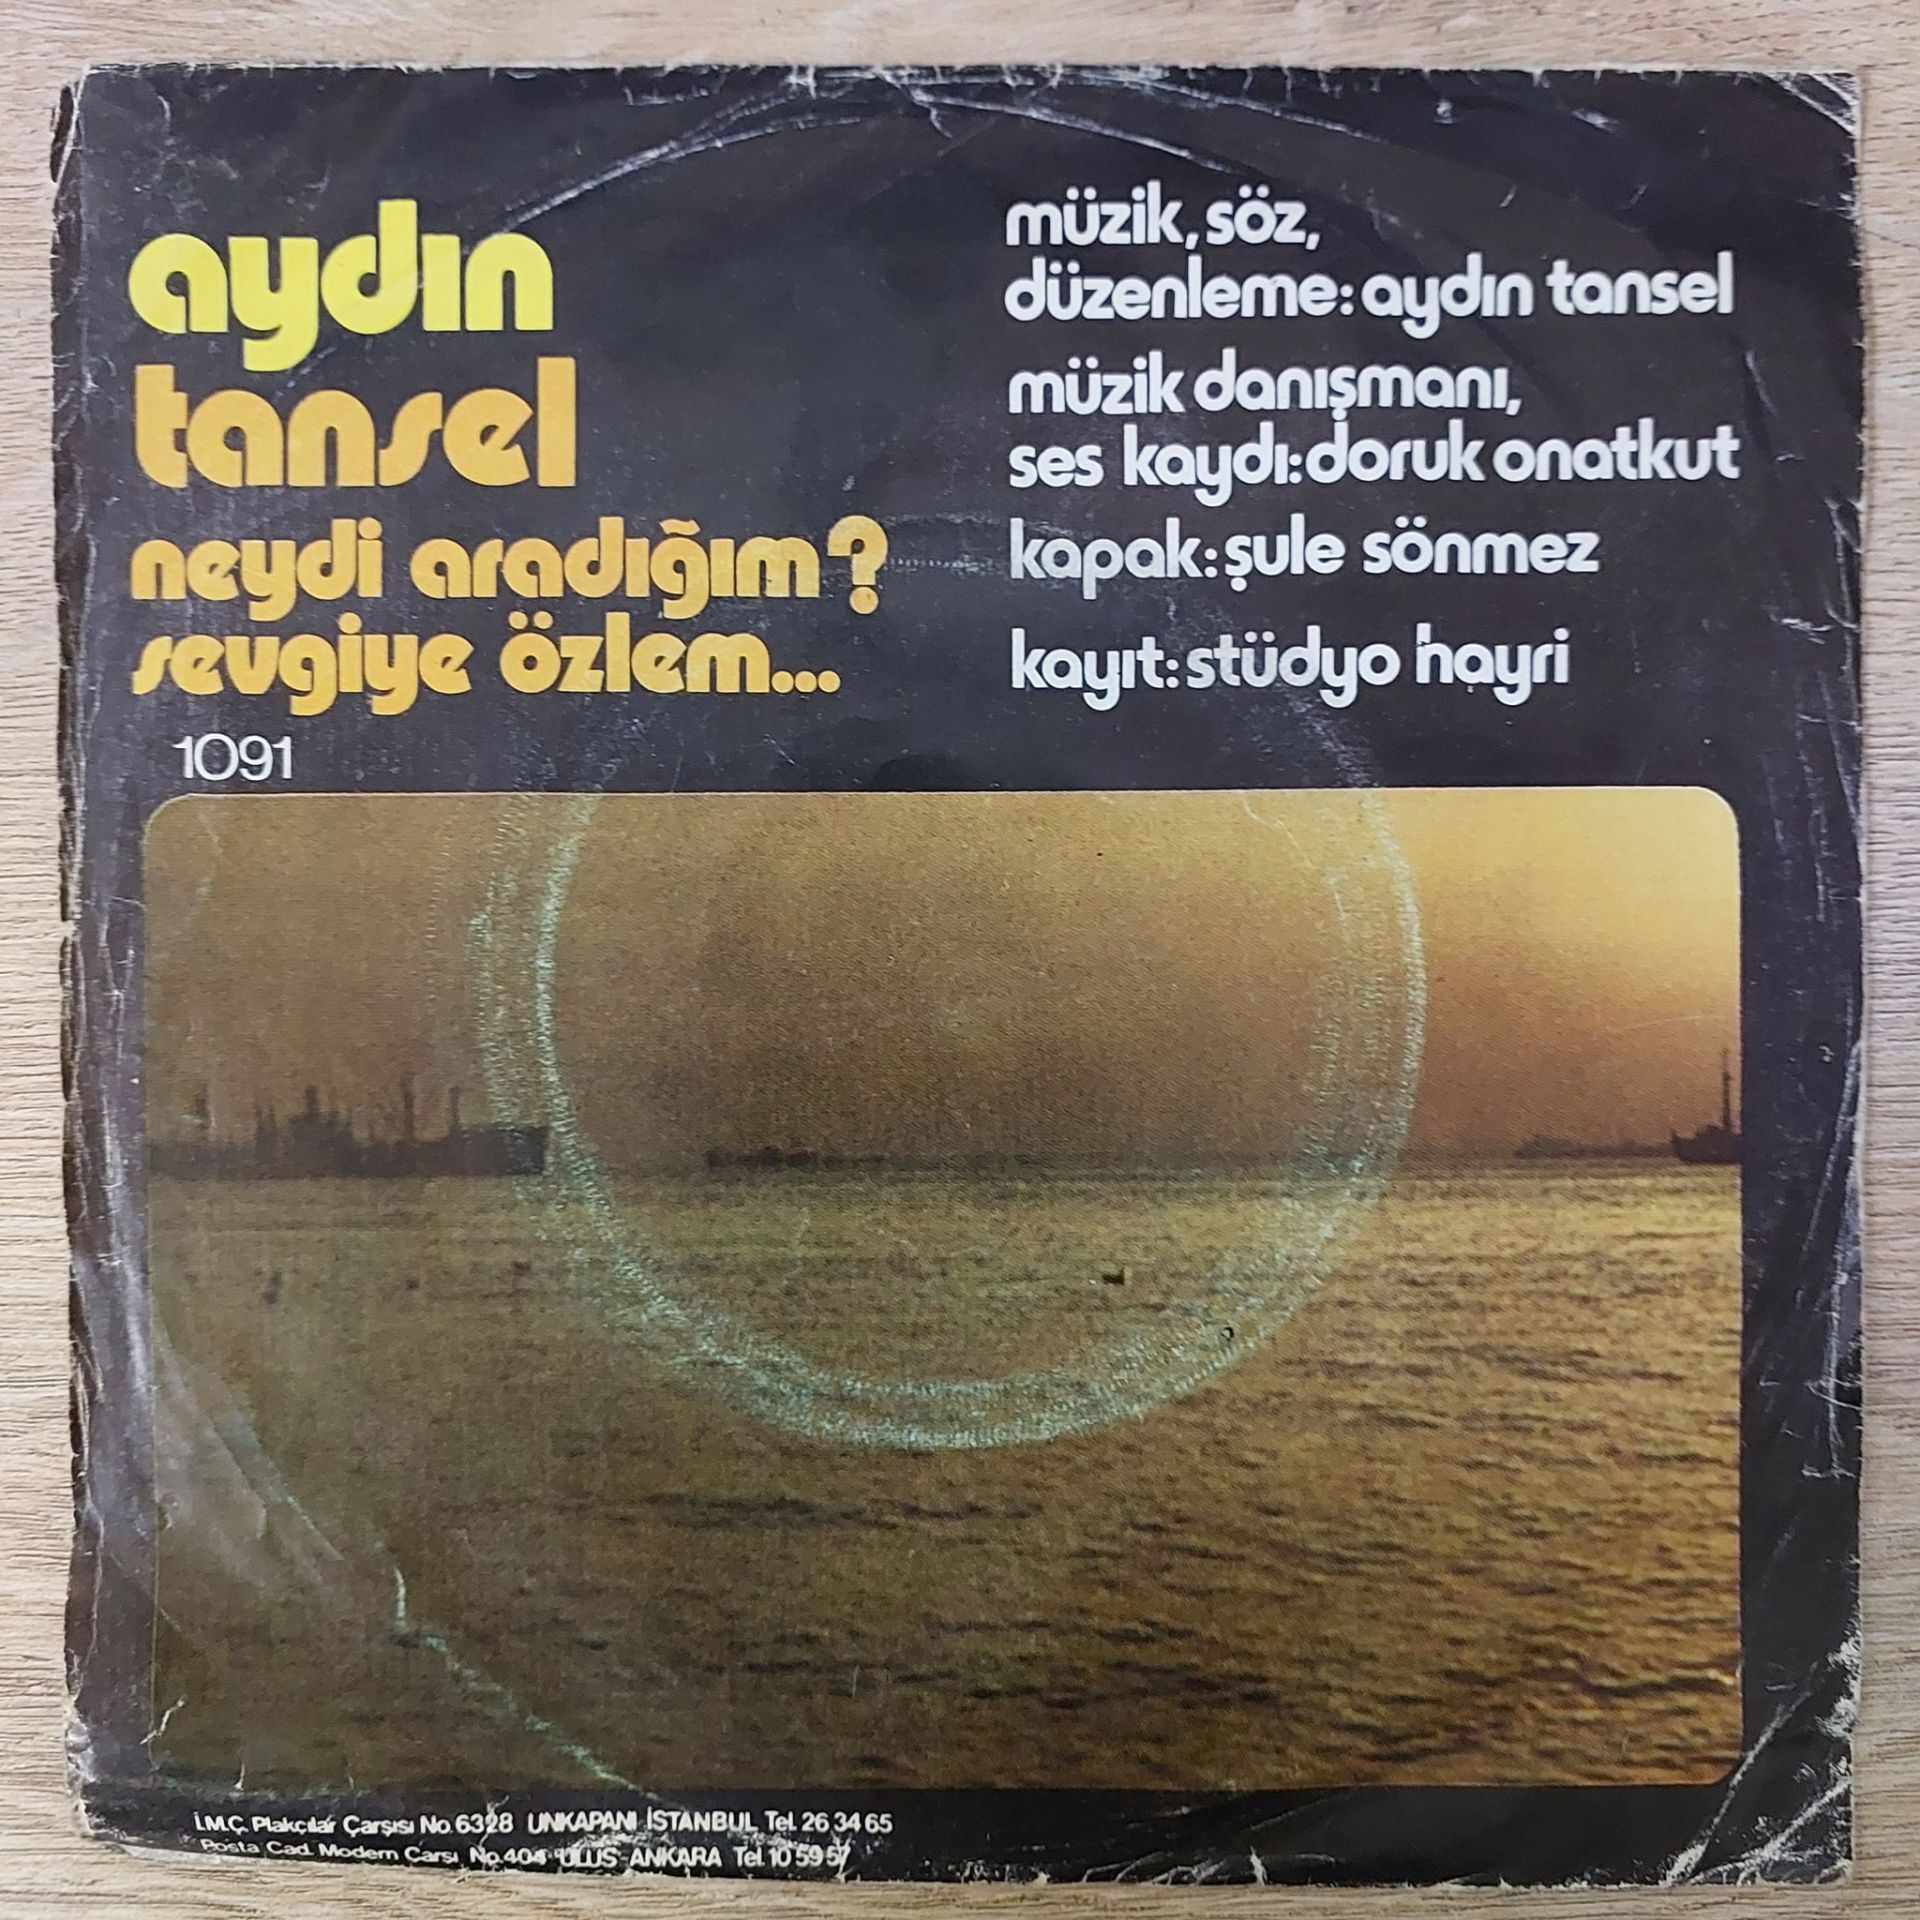 aydın
tansel
neydi aradığım?
sevgiye özlem...
1091
müzik, söz,
düzenleme: aydın tansel
müzik danışmanı,
ses kaydı: doruk onatkut
kapak: şule sönmez
kayıt: stüdyo hayri
İ.M.Ç. Plakçılar Çarşısı No. 6328 UNKAPANI İSTANBUL Tel. 26 34 65
Posta Cad. Modern Çarşı No. 404 ULUS-ANKARA Tel. 10 59 57